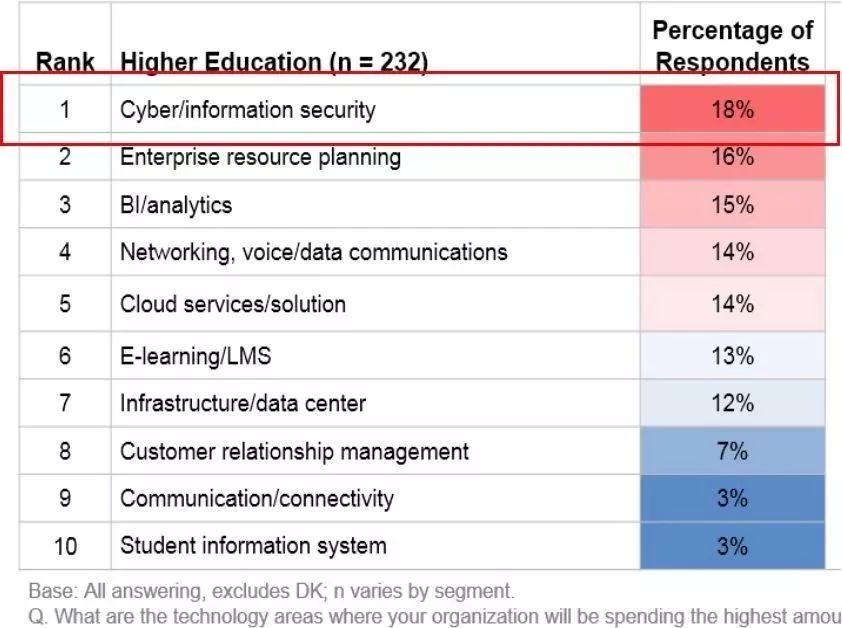 Percentage of
Rank Higher Education (n = 232) Respondents
1 Cyber/information security 18%
2 Enterprise resource planning 16%
3 BI/analytics 15%
4 Networking, voice/data communications 14%
5 Cloud services/solution 14%
6 E-learning/LMS 13%
7 Infrastructure/data center 12%
8 Customer relationship management 7%
9 Communication/connectivity 3%
10 Student information system 3%
Base: All answering, excludes DK; n varies by segment.
Q. What are the technology areas where your organization will be spending the highest amou